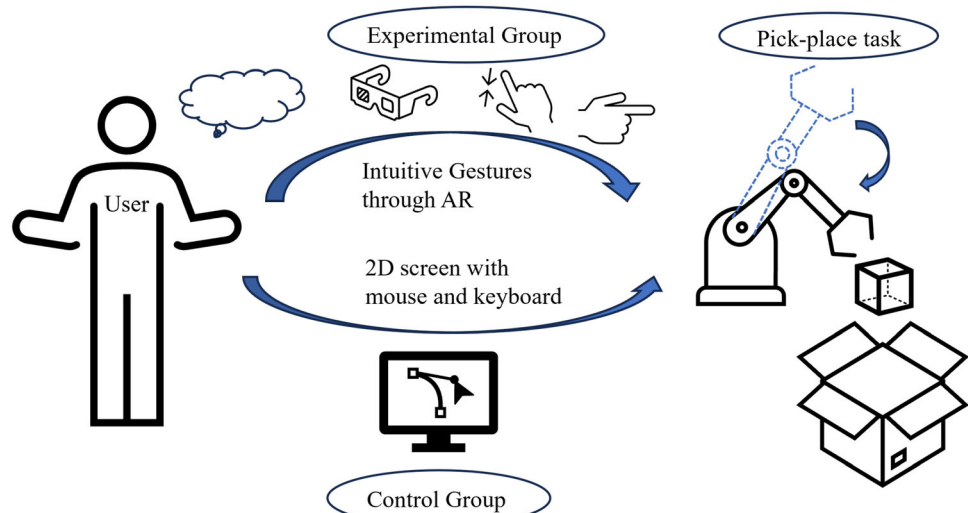 Experimental Group
Pick-place task
User
Intuitive Gestures
through AR
2D screen with
mouse and keyboard
Control Group